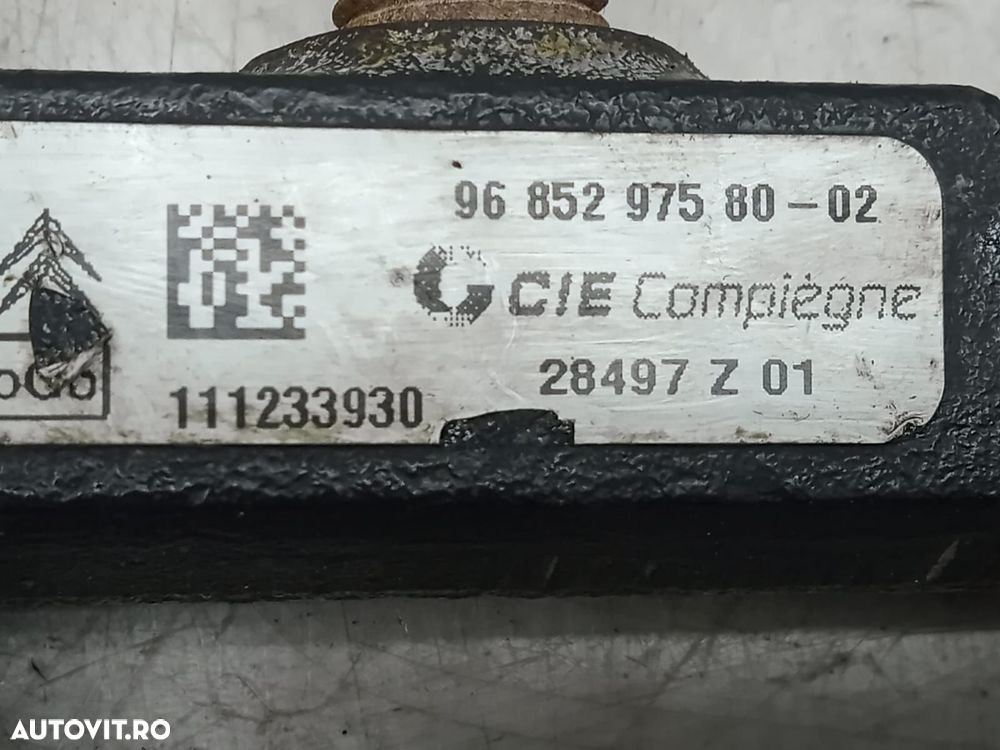 96 852 975 80-02
CIE Compiègne
28497 Z 01
111233930
AUTOVIT.RO